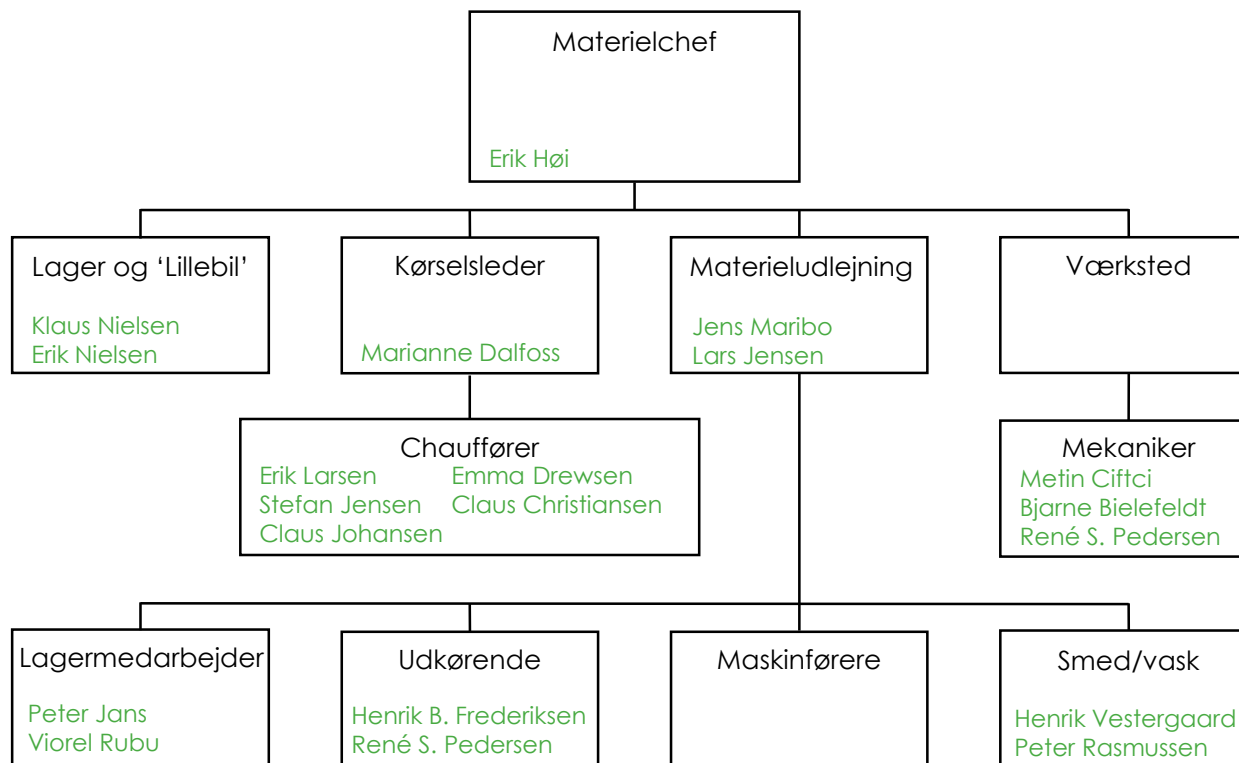 Materielchef
Erik Høi
Lager og ‘Lillebil’
Klaus Nielsen
Erik Nielsen
Kørselsleder
Marianne Dalfoss
Materieludlejning
Jens Maribo
Lars Jensen
Værksted
Chauffører
Erik Larsen
Stefan Jensen
Claus Johansen
Emma Drewsen
Claus Christiansen
Mekaniker
Metin Ciftci
Bjarne Bielefeldt
René S. Pedersen
Lagermedarbejder
Peter Jans
Viorel Rubu
Udkørende
Henrik B. Frederiksen
René S. Pedersen
Maskinførere
Smed/vask
Henrik Vestergaard
Peter Rasmussen